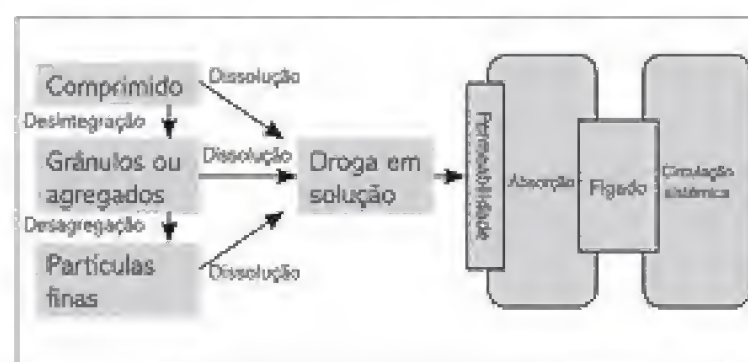 Comprimido
Dissolução
Desintegração
Grânulos ou
agregados
Dissolução
Droga em
solução
Desagregação
Partículas
finas
Dissolução
Permeabilidade
Absorção
Fígado
Circulação
sistêmica